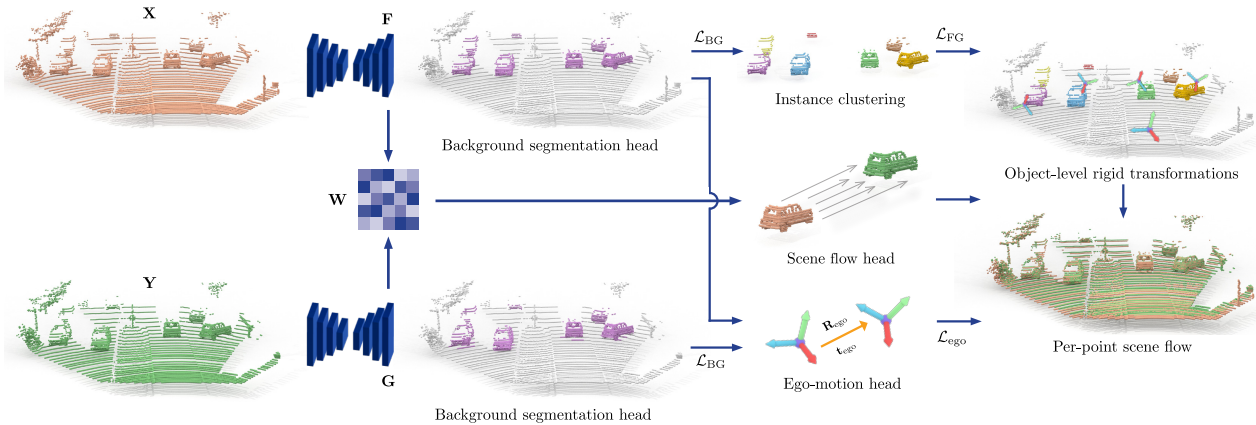 X
F
Background segmentation head
ℒ_BG
Instance clustering
ℒ_FG
Object-level rigid transformations
W
Scene flow head
Y
G
Background segmentation head
ℒ_BG
R_ego
t_ego
Ego-motion head
ℒ_ego
Per-point scene flow